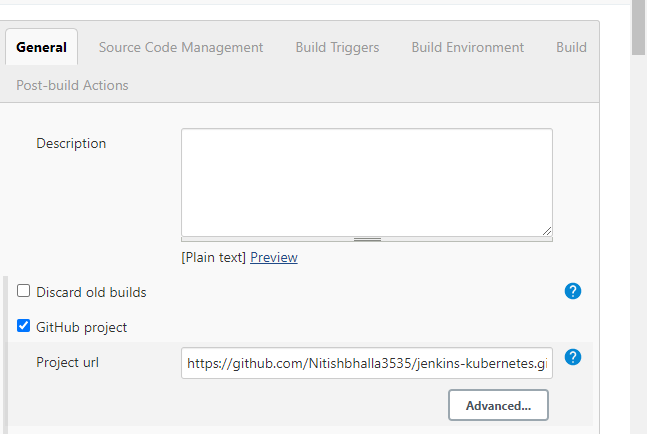 General Source Code Management Build Triggers Build Environment Build
Post-build Actions
Description
[Plain text] Preview
Discard old builds ?
GitHub project
Project url https://github.com/Nitishbhalla3535/jenkins-kubernetes.gi ?
Advanced...